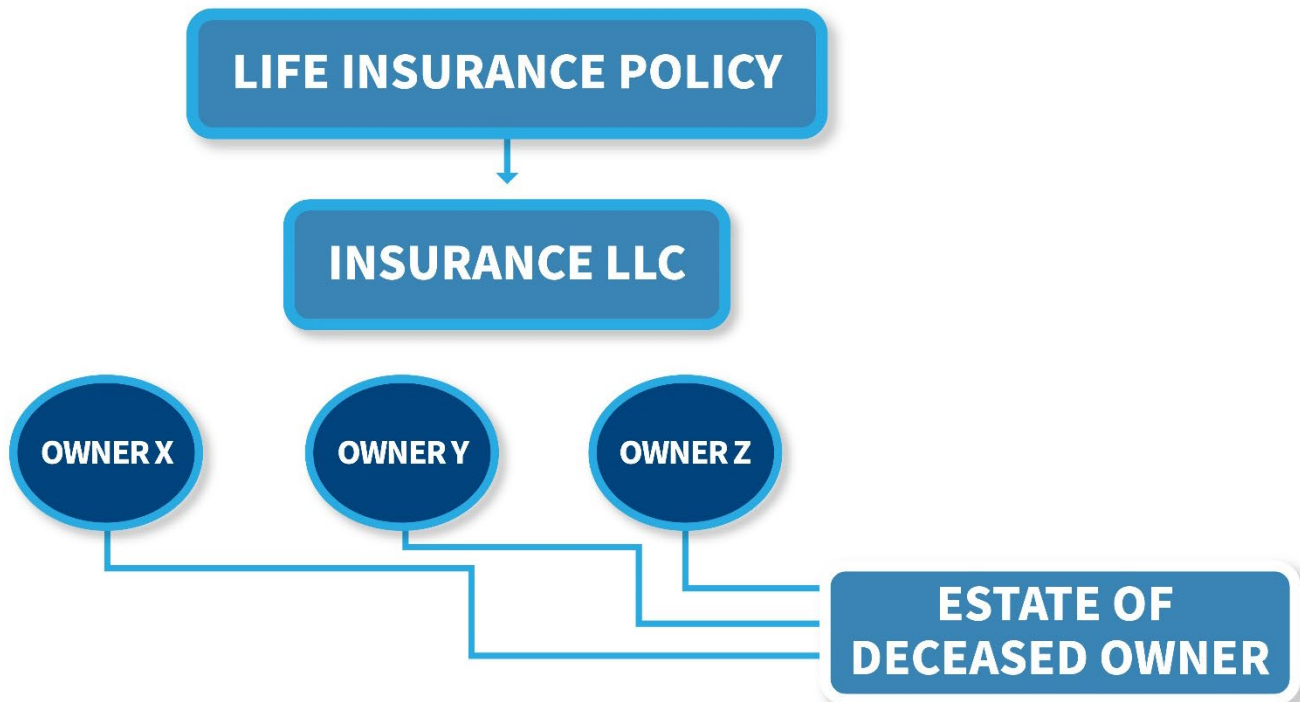 LIFE INSURANCE POLICY
INSURANCE LLC
OWNER X
OWNER Y
OWNER Z
ESTATE OF
DECEASED OWNER